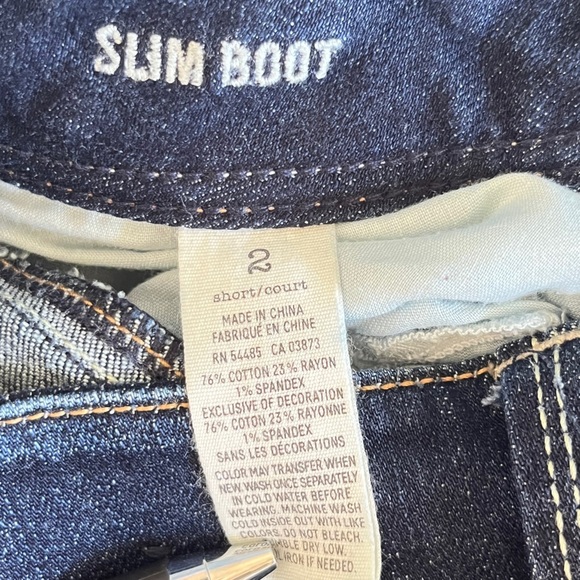 SLIM BOOT
2
short/court
MADE IN CHINA
FABRIQUÉ EN CHINE
RN 54485 CA 03873
76% COTTON 23% RAYON
1% SPANDEX
EXCLUSIVE OF DECORATION
76% COTON 23% RAYONNE
1% SPANDEX
SANS LES DÉCORATIONS
COLOR MAY TRANSFER WHEN
NEW. WASH ONCE SEPARATELY
IN COLD WATER BEFORE
WEARING. MACHINE WASH
COLD INSIDE OUT WITH LIKE
COLORS. DO NOT BLEACH.
DRY LOW.
IRON IF NEEDED.